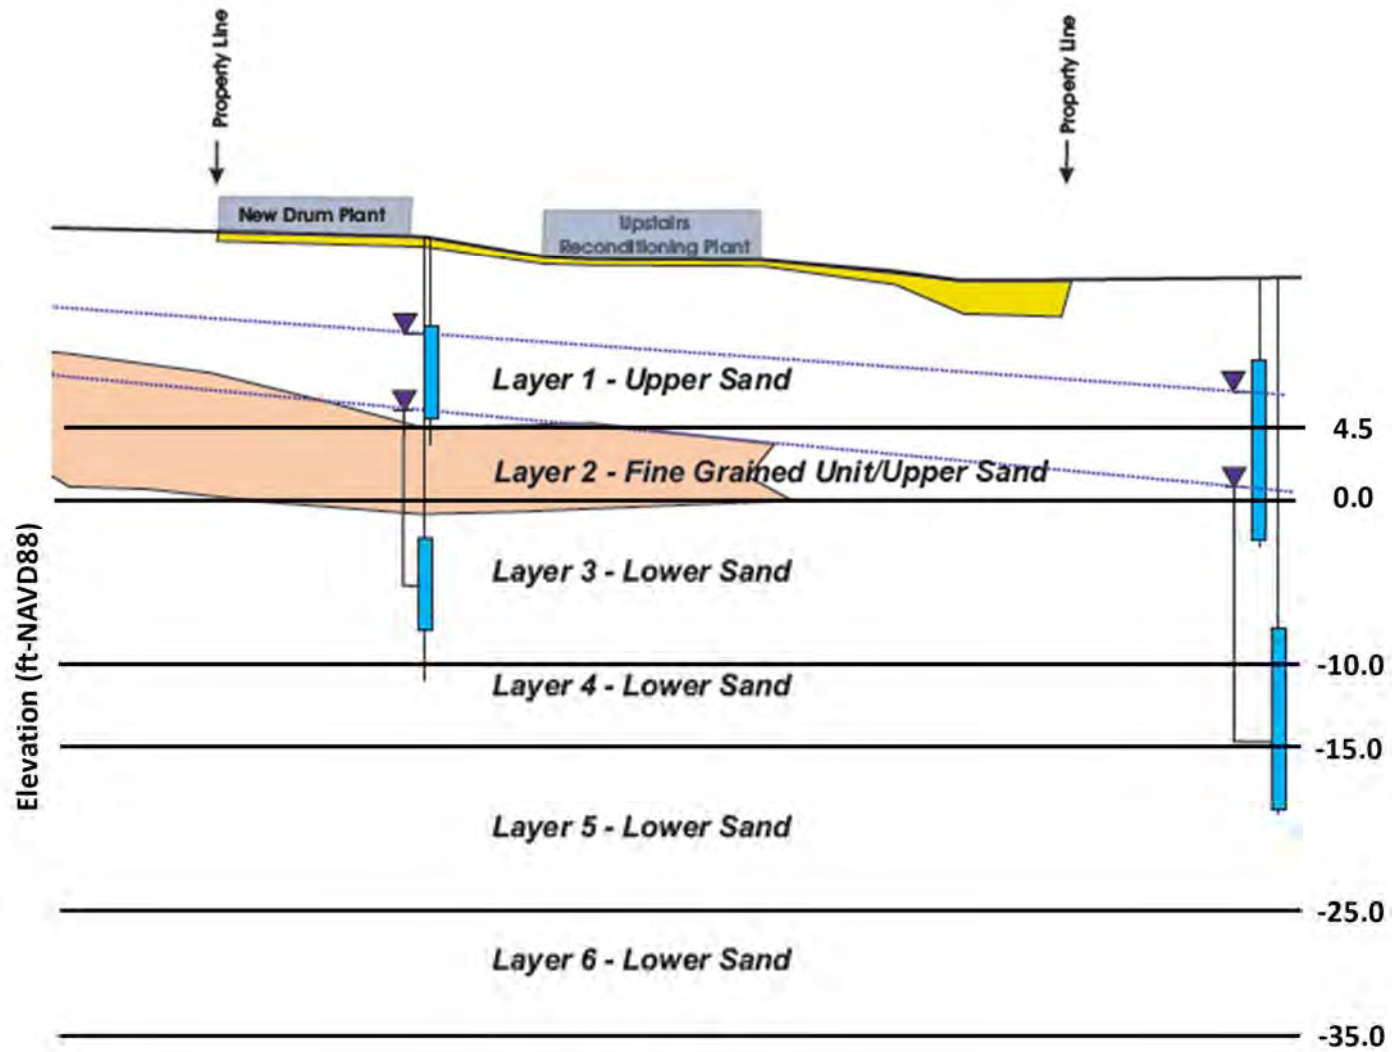 Property Line
Property Line
New Drum Plant
Upstairs
Reconditioning Plant
Layer 1 - Upper Sand
4.5
Layer 2 - Fine Grained Unit/Upper Sand
0.0
Elevation (ft-NAVD88)
Layer 3 - Lower Sand
-10.0
Layer 4 - Lower Sand
-15.0
Layer 5 - Lower Sand
-25.0
Layer 6 - Lower Sand
-35.0